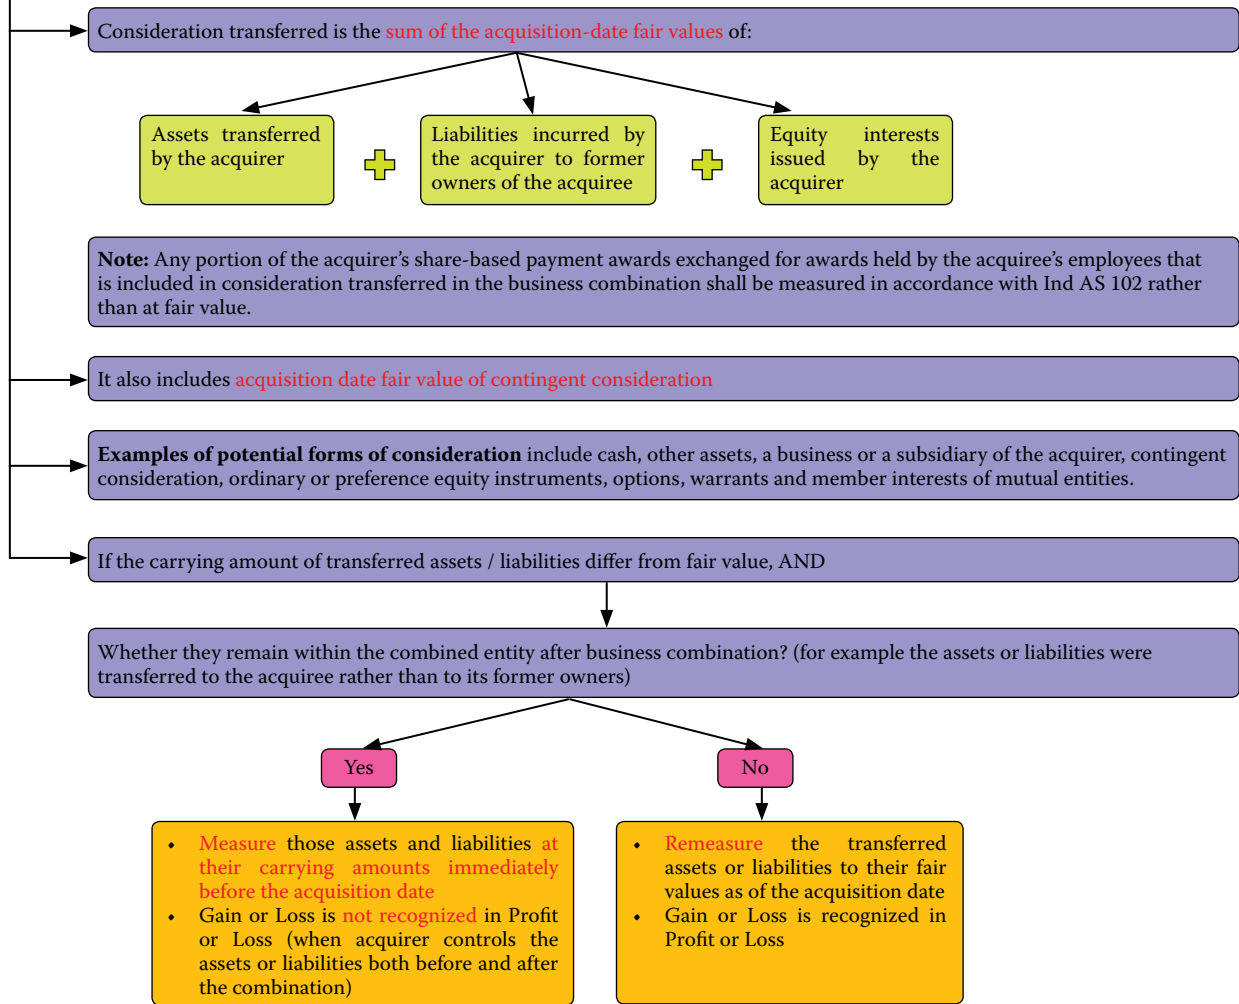 Consideration transferred is the sum of the acquisition-date fair values of:
Assets transferred
by the acquirer
Liabilities incurred by
the acquirer to former
owners of the acquiree
Equity interests
issued by the
acquirer
Note: Any portion of the acquirer’s share-based payment awards exchanged for awards held by the acquiree’s employees that
is included in consideration transferred in the business combination shall be measured in accordance with Ind AS 102 rather
than at fair value.
It also includes acquisition date fair value of contingent consideration
Examples of potential forms of consideration include cash, other assets, a business or a subsidiary of the acquirer, contingent
consideration, ordinary or preference equity instruments, options, warrants and member interests of mutual entities.
If the carrying amount of transferred assets / liabilities differ from fair value, AND
Whether they remain within the combined entity after business combination? (for example the assets or liabilities were
transferred to the acquiree rather than to its former owners)
Yes
No
• Measure those assets and liabilities at
their carrying amounts immediately
before the acquisition date
• Gain or Loss is not recognized in Profit
or Loss (when acquirer controls the
assets or liabilities both before and after
the combination)
• Remeasure the transferred
assets or liabilities to their fair
values as of the acquisition date
• Gain or Loss is recognized in
Profit or Loss